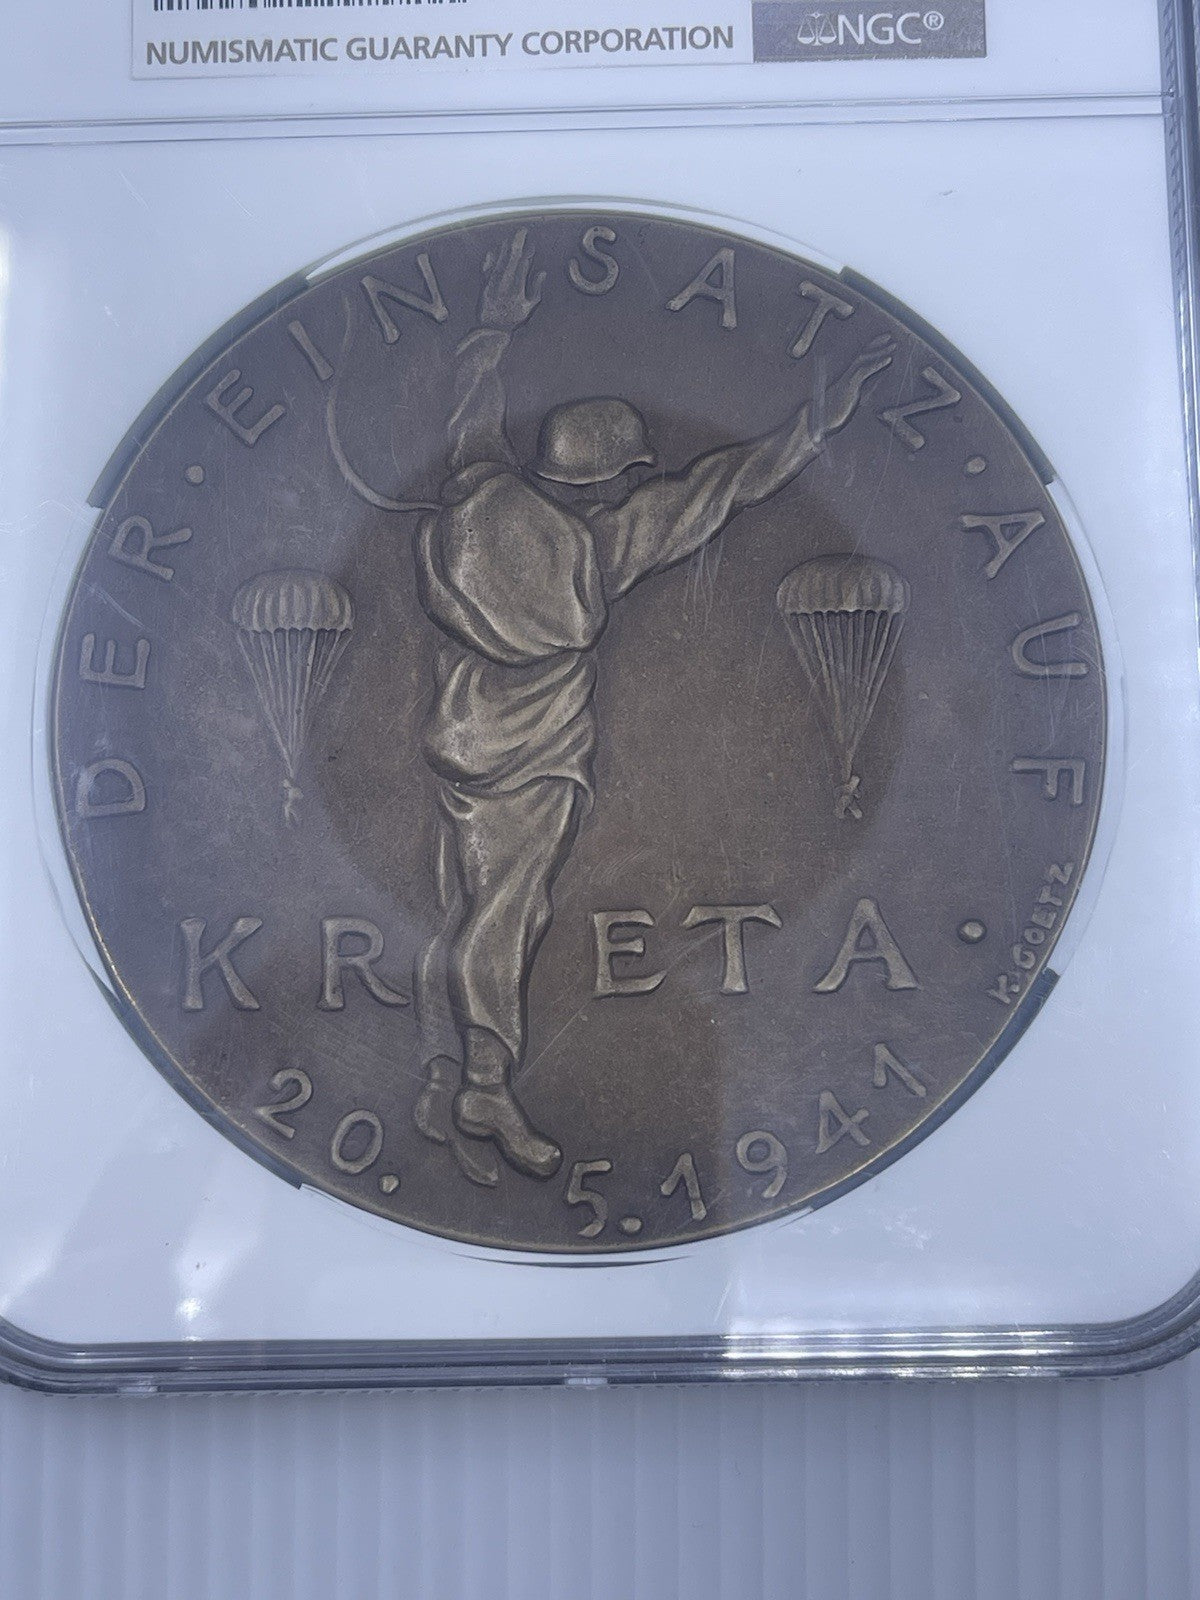 NUMISMATIC GUARANTY CORPORATION
NGC®
DER · EINSATZ · AUF
KRETA ·
K.GOETZ
20. 5. 1941